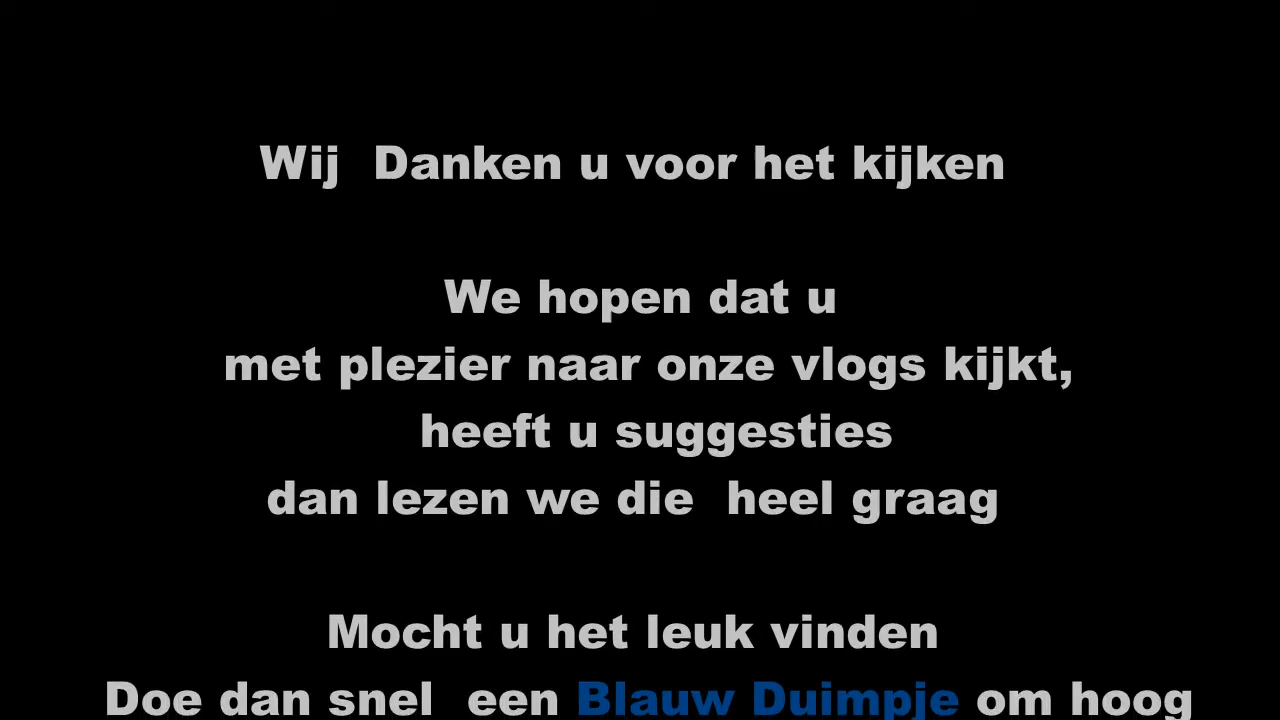 Wij  Danken u voor het kijken
We hopen dat u
met plezier naar onze vlogs kijkt,
heeft u suggesties
dan lezen we die  heel graag
Mocht u het leuk vinden
Doe dan snel  een Blauw Duimpje om hoog